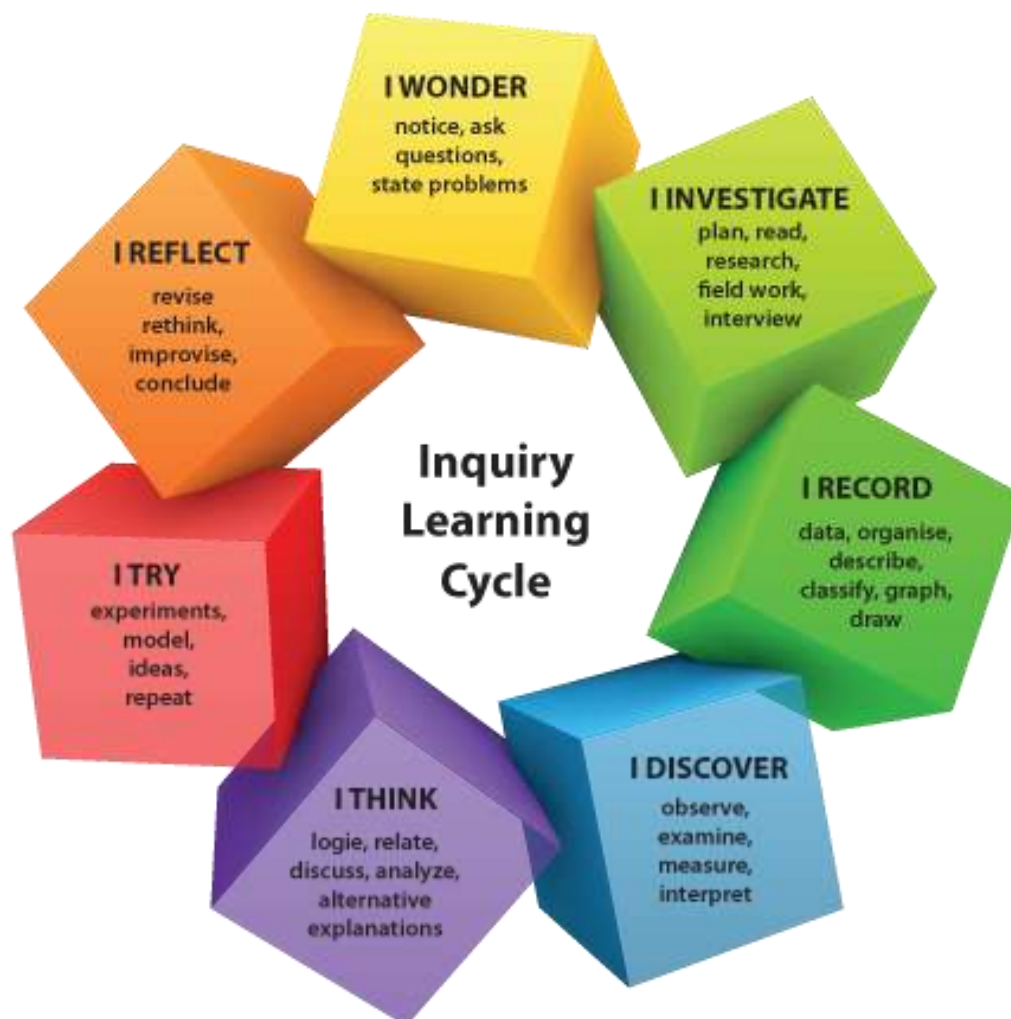 I WONDER
notice, ask
questions,
state problems
I INVESTIGATE
plan, read,
research,
field work,
interview
I RECORD
data, organise,
describe,
classify, graph,
draw
I DISCOVER
observe,
examine,
measure,
interpret
I THINK
logie, relate,
discuss, analyze,
alternative
explanations
I TRY
experiments,
model,
ideas,
repeat
I REFLECT
revise
rethink,
improvise,
conclude
Inquiry
Learning
Cycle